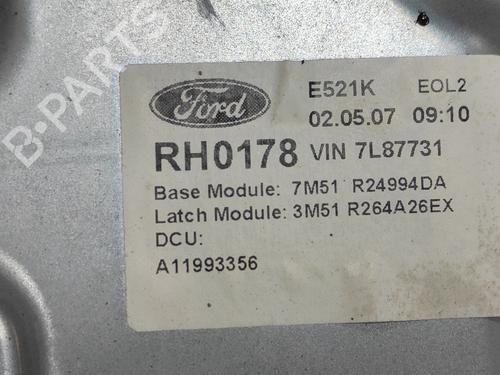 B-PARTS
Ford
E521K EOL2
02.05.07 09:10
RH0178 VIN 7L87731
Base Module: 7M51 R24994DA
Latch Module: 3M51 R264A26EX
DCU:
A11993356